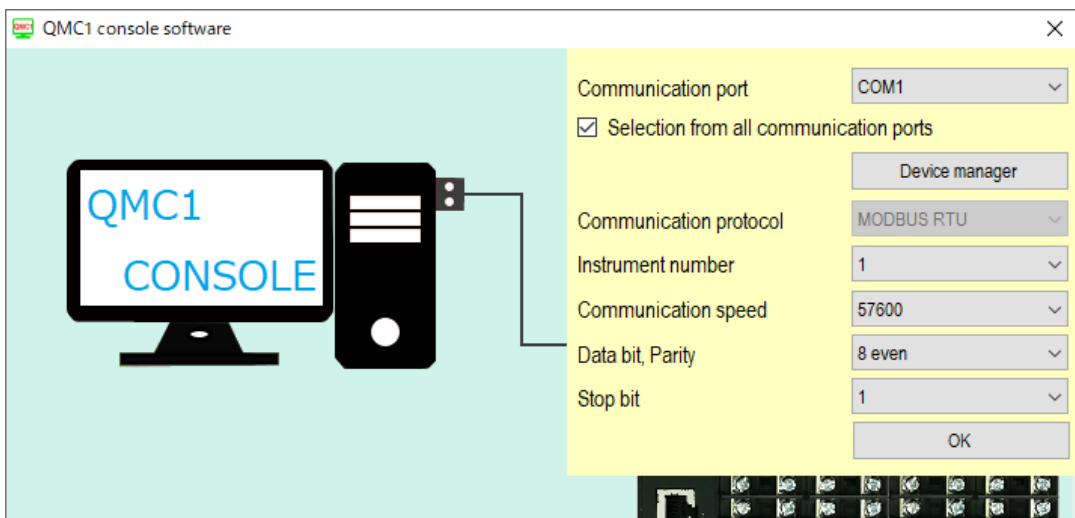 QMC1 QMC1 console software
Communication port COM1
Selection from all communication ports
Device manager
QMC1
CONSOLE
Communication protocol MODBUS RTU
Instrument number 1
Communication speed 57600
Data bit, Parity 8 even
Stop bit 1
OK